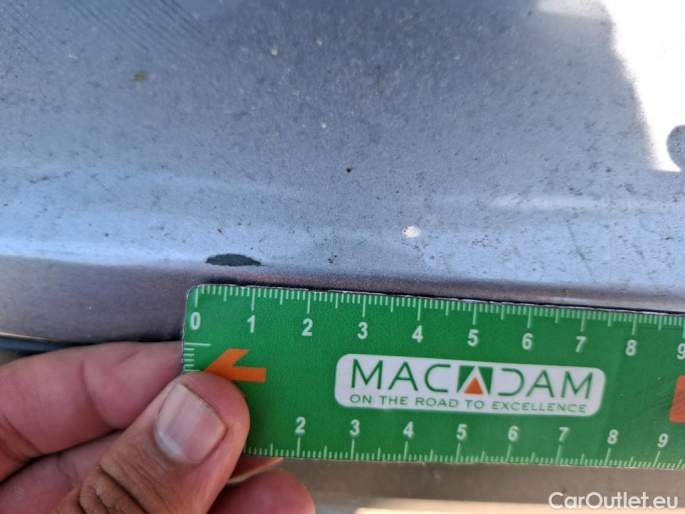 0 1 2 3 4 5 6 7 8 9
MACADAM
ON THE ROAD TO EXCELLENCE
2 3 4 5 6 7 8 9
CarOutlet.eu